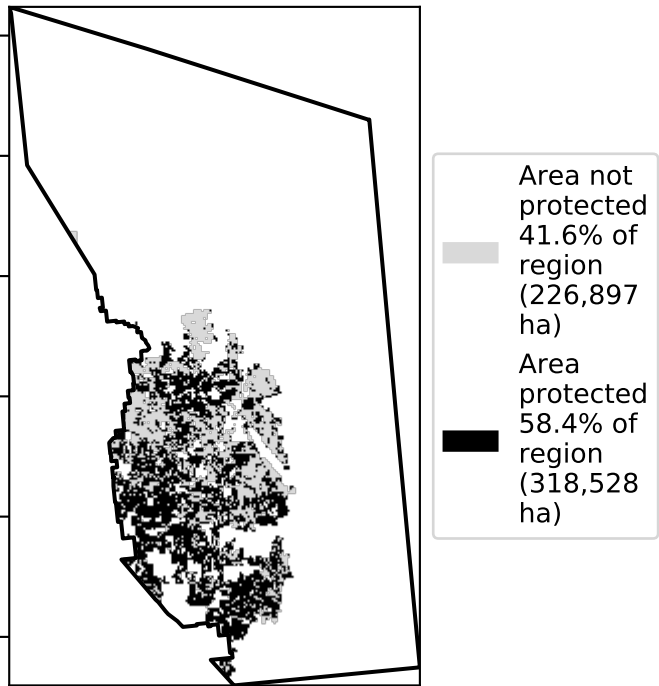 Area not
protected
41.6% of
region
(226,897
ha)
Area
protected
58.4% of
region
(318,528
ha)